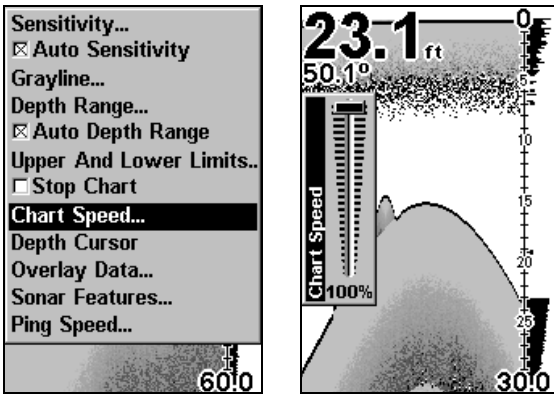 Sensitivity...
Auto Sensitivity
Grayline...
Depth Range...
Auto Depth Range
Upper And Lower Limits..
Stop Chart
Chart Speed...
Depth Cursor
Overlay Data...
Sonar Features...
Ping Speed...
60.0
23.1 ft
50.1°
Chart Speed
100%
0
5
10
15
20
25
30.0